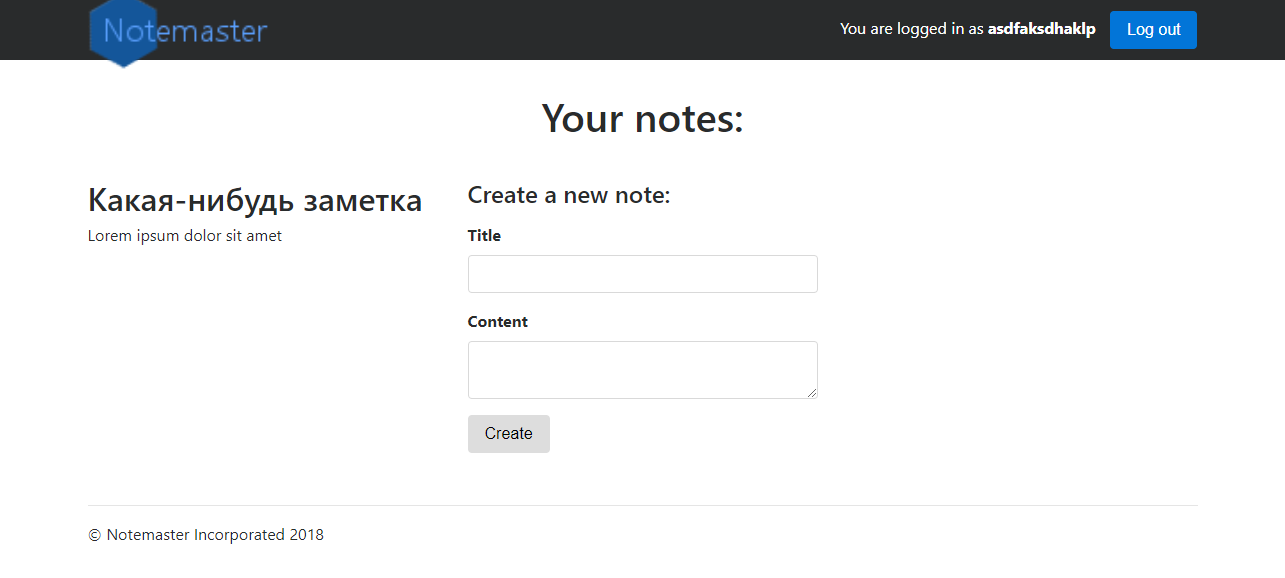 Notemaster
You are logged in as asdfaksdhaklp
Log out
Your notes:
Какая-нибудь заметка
Lorem ipsum dolor sit amet
Create a new note:
Title
Content
Create
© Notemaster Incorporated 2018